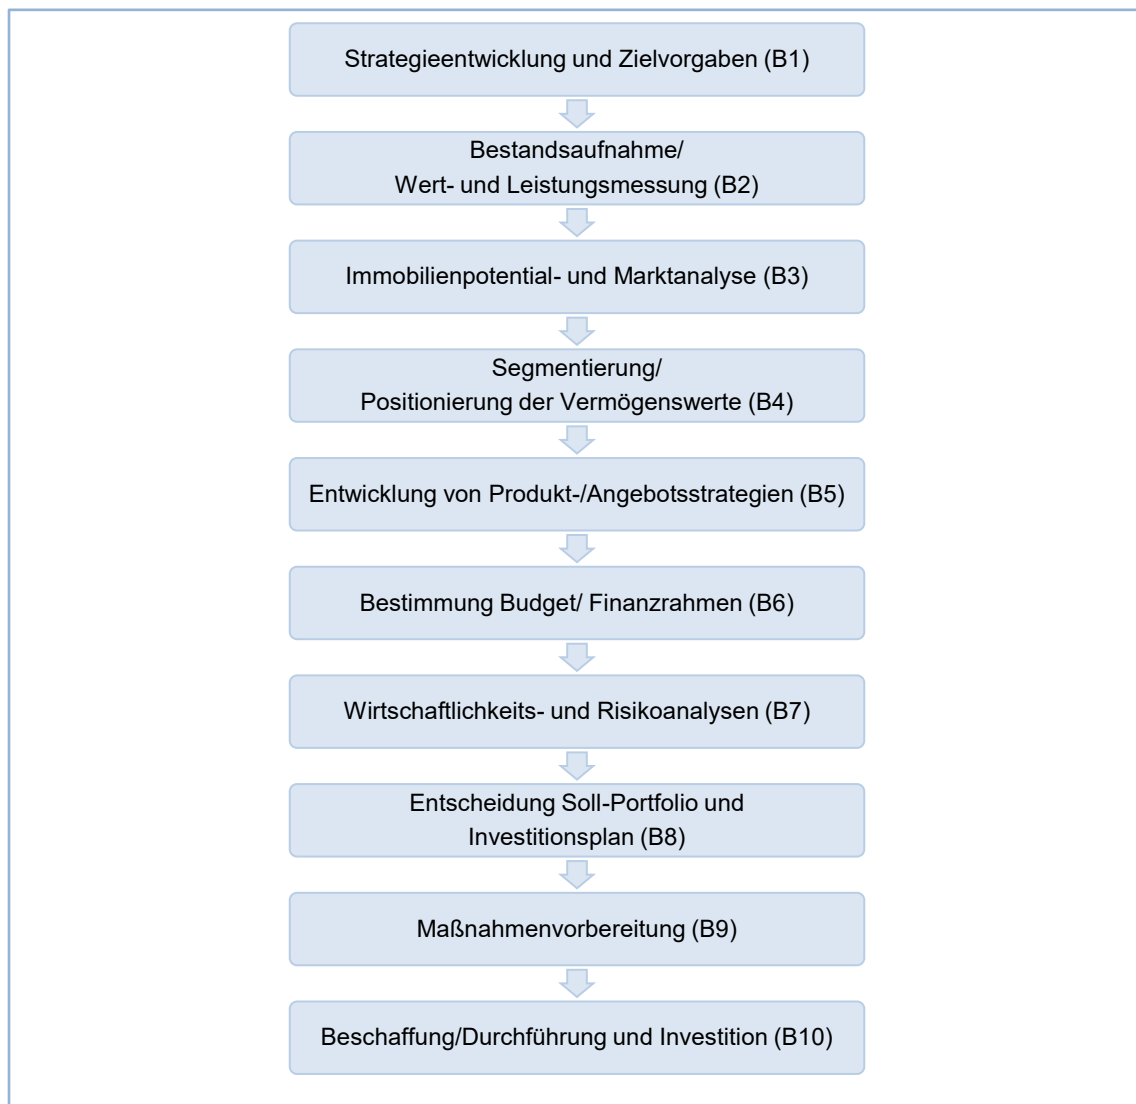 Strategieentwicklung und Zielvorgaben (B1)
Bestandsaufnahme/
Wert- und Leistungsmessung (B2)
Immobilienpotential- und Marktanalyse (B3)
Segmentierung/
Positionierung der Vermögenswerte (B4)
Entwicklung von Produkt-/Angebotsstrategien (B5)
Bestimmung Budget/ Finanzrahmen (B6)
Wirtschaftlichkeits- und Risikoanalysen (B7)
Entscheidung Soll-Portfolio und
Investitionsplan (B8)
Maßnahmenvorbereitung (B9)
Beschaffung/Durchführung und Investition (B10)